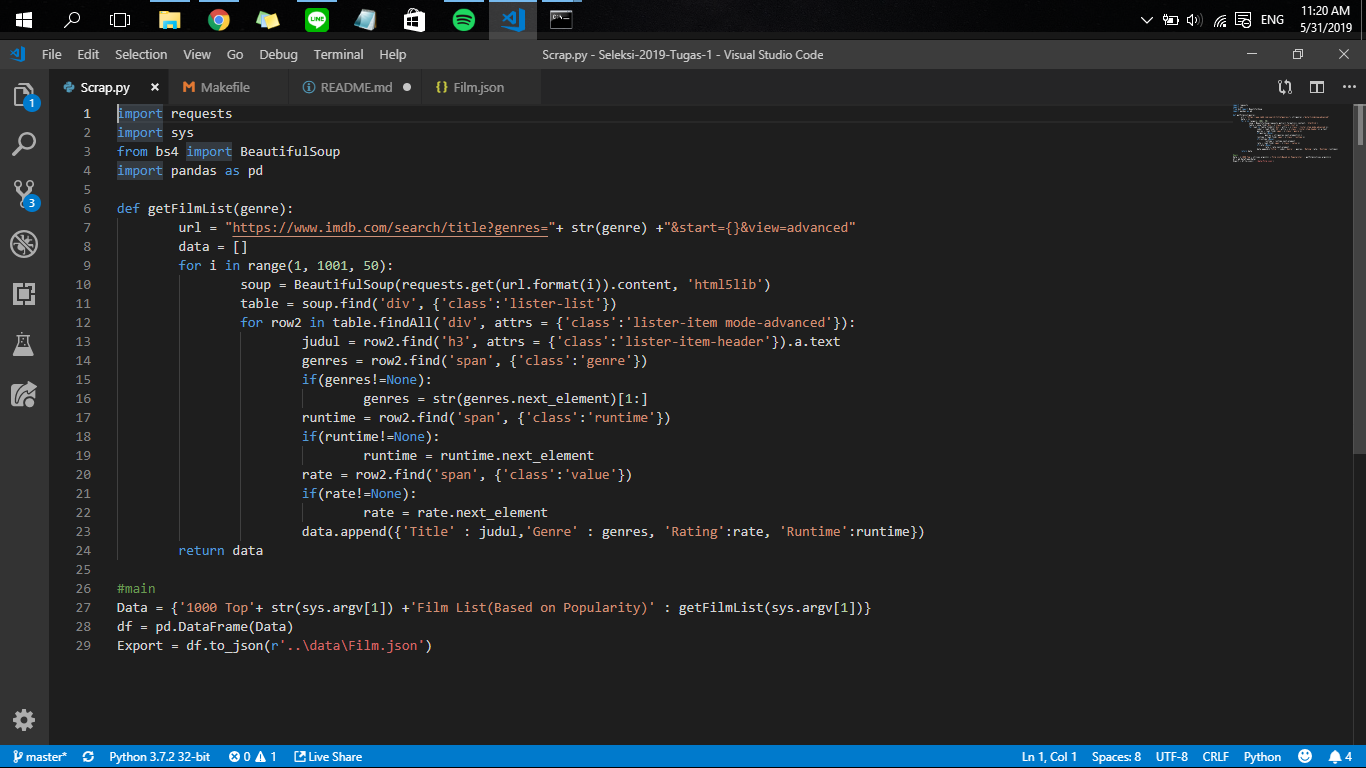 11:20 AM
ENG
5/31/2019
LINE
File Edit Selection View Go Debug Terminal Help Scrap.py - Seleksi-2019-Tugas-1 - Visual Studio Code
Scrap.py × M Makefile README.md ● {} Film.json
1 import requests
2 import sys
3 from bs4 import BeautifulSoup
4 import pandas as pd
5
6 def getFilmList(genre):
7         url = "https://www.imdb.com/search/title?genres="+ str(genre) +"&start={}&view=advanced"
8         data = []
9         for i in range(1, 1001, 50):
10                 soup = BeautifulSoup(requests.get(url.format(i)).content, 'html5lib')
11                 table = soup.find('div', {'class':'lister-list'})
12                 for row2 in table.findAll('div', attrs = {'class':'lister-item mode-advanced'}):
13                         judul = row2.find('h3', attrs = {'class':'lister-item-header'}).a.text
14                         genres = row2.find('span', {'class':'genre'})
15                         if(genres!=None):
16                                 genres = str(genres.next_element)[1:]
17                         runtime = row2.find('span', {'class':'runtime'})
18                         if(runtime!=None):
19                                 runtime = runtime.next_element
20                         rate = row2.find('span', {'class':'value'})
21                         if(rate!=None):
22                                 rate = rate.next_element
23                         data.append({'Title' : judul,'Genre' : genres, 'Rating':rate, 'Runtime':runtime})
24         return data
25
26 #main
27 Data = {'1000 Top'+ str(sys.argv[1]) +'Film List(Based on Popularity)' : getFilmList(sys.argv[1])}
28 df = pd.DataFrame(Data)
29 Export = df.to_json(r'..\data\Film.json')
1
3
master* Python 3.7.2 32-bit 0 1 Live Share Ln 1, Col 1 Spaces: 8 UTF-8 CRLF Python 4